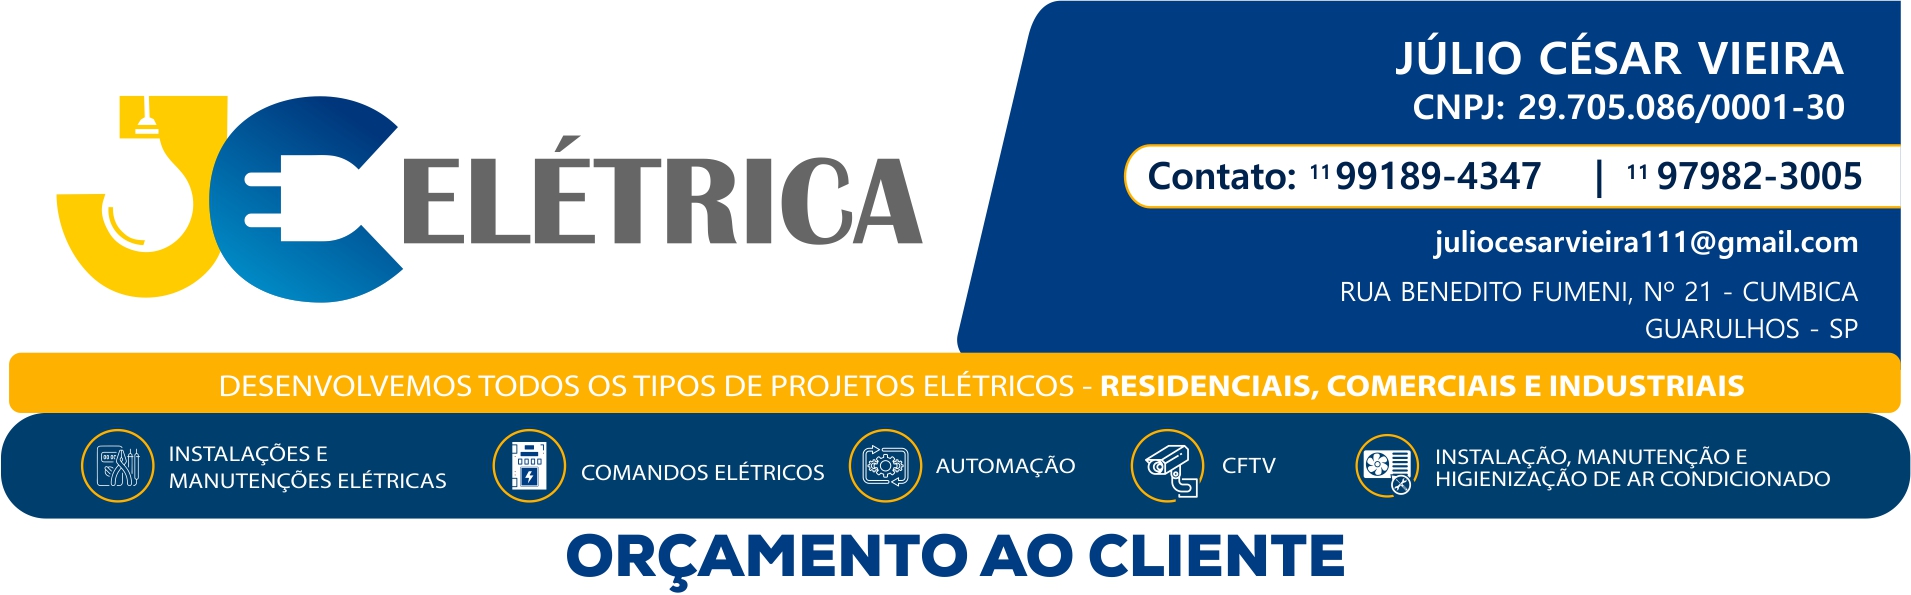 JC ELÉTRICA
JÚLIO CÉSAR VIEIRA
CNPJ: 29.705.086/0001-30
Contato: 11 99189-4347 | 11 97982-3005
juliocesarvieira111@gmail.com
RUA BENEDITO FUMENI, Nº 21 - CUMBICA
GUARULHOS - SP
DESENVOLVEMOS TODOS OS TIPOS DE PROJETOS ELÉTRICOS - RESIDENCIAIS, COMERCIAIS E INDUSTRIAIS
INSTALAÇÕES E
MANUTENÇÕES ELÉTRICAS
COMANDOS ELÉTRICOS
AUTOMAÇÃO
CFTV
INSTALAÇÃO, MANUTENÇÃO E
HIGIENIZAÇÃO DE AR CONDICIONADO
ORÇAMENTO AO CLIENTE